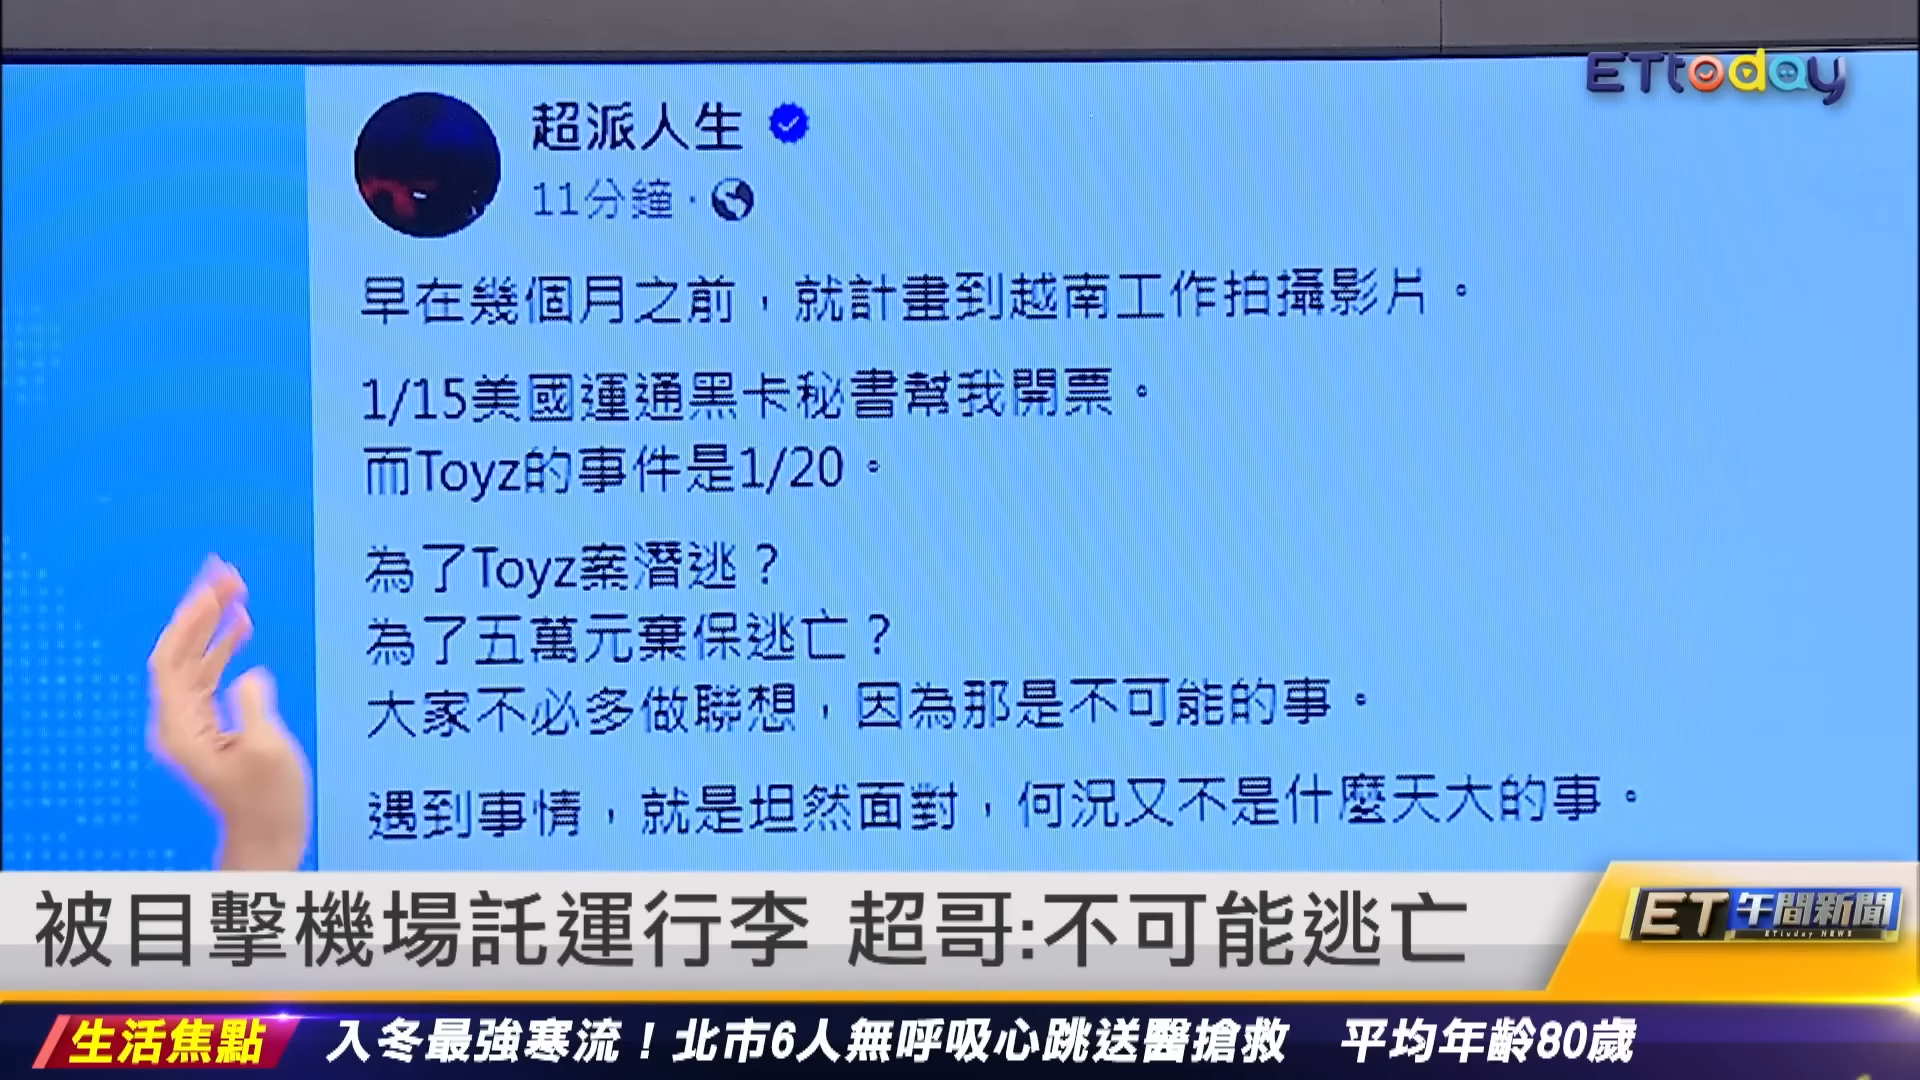 ETtoday
超派人生
11分鐘·
早在幾個月之前，就計畫到越南工作拍攝影片。
1/15美國運通黑卡秘書幫我開票。
而Toyz的事件是1/20。
為了Toyz案潛逃？
為了五萬元棄保逃亡？
大家不必多做聯想，因為那是不可能的事。
遇到事情，就是坦然面對，何況又不是什麼天大的事。
被目擊機場託運行李 超哥:不可能逃亡
ET午間新聞
ETtoday NEWS
生活焦點 入冬最強寒流！北市6人無呼吸心跳送醫搶救 平均年齡80歲